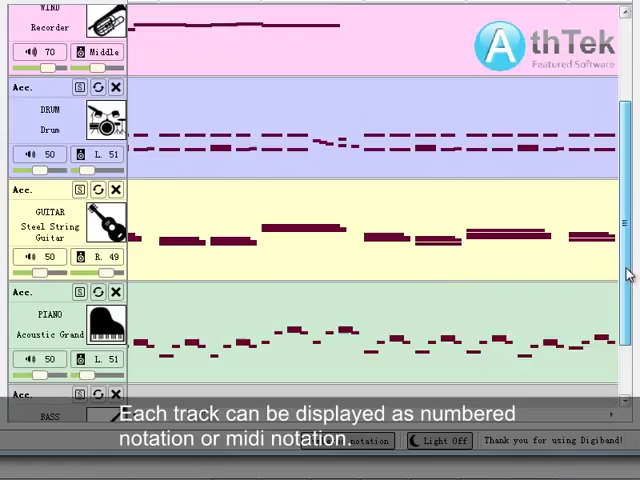 WIND
Recorder
70
Middle
AthTek
Featured Software
Acc.
S
DRUM
Drum
50
L. 51
Acc.
S
GUITAR
Steel String
Guitar
50
R. 49
Acc.
S
PIANO
Acoustic Grand
50
L. 51
Acc.
S
BASS
Each track can be displayed as numbered
notation or midi notation.
notation
Light Off
Thank you for using Digiband!